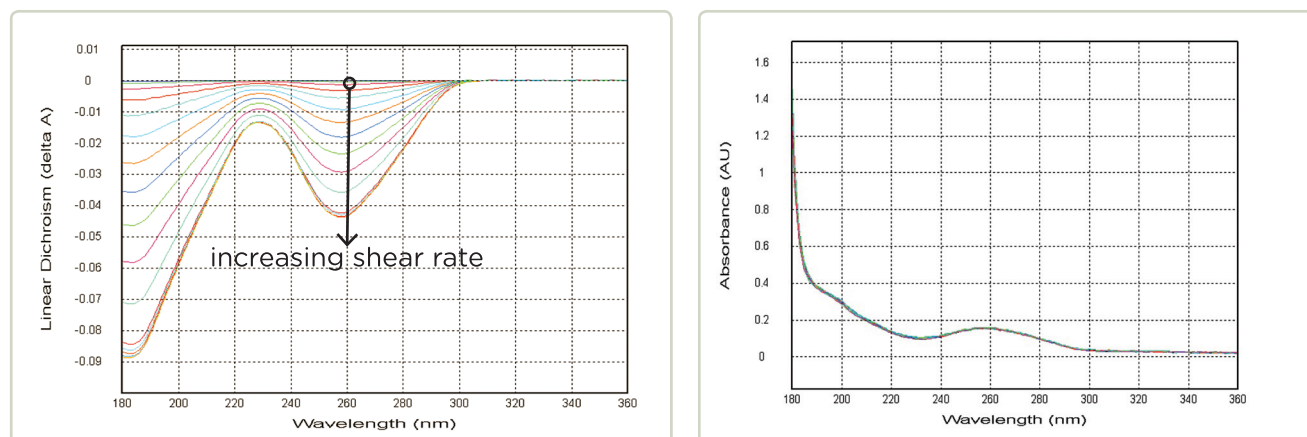 0.01
0
-0.01
-0.02
-0.03
-0.04
-0.05
-0.06
-0.07
-0.08
-0.09
Linear Dichroism (delta A)
increasing shear rate
180 200 220 240 260 280 300 320 340 360
Wavelength (nm)
1.6
1.4
1.2
1
0.8
0.6
0.4
0.2
0
Absorbance (AU)
180 200 220 240 260 280 300 320 340 360
Wavelength (nm)